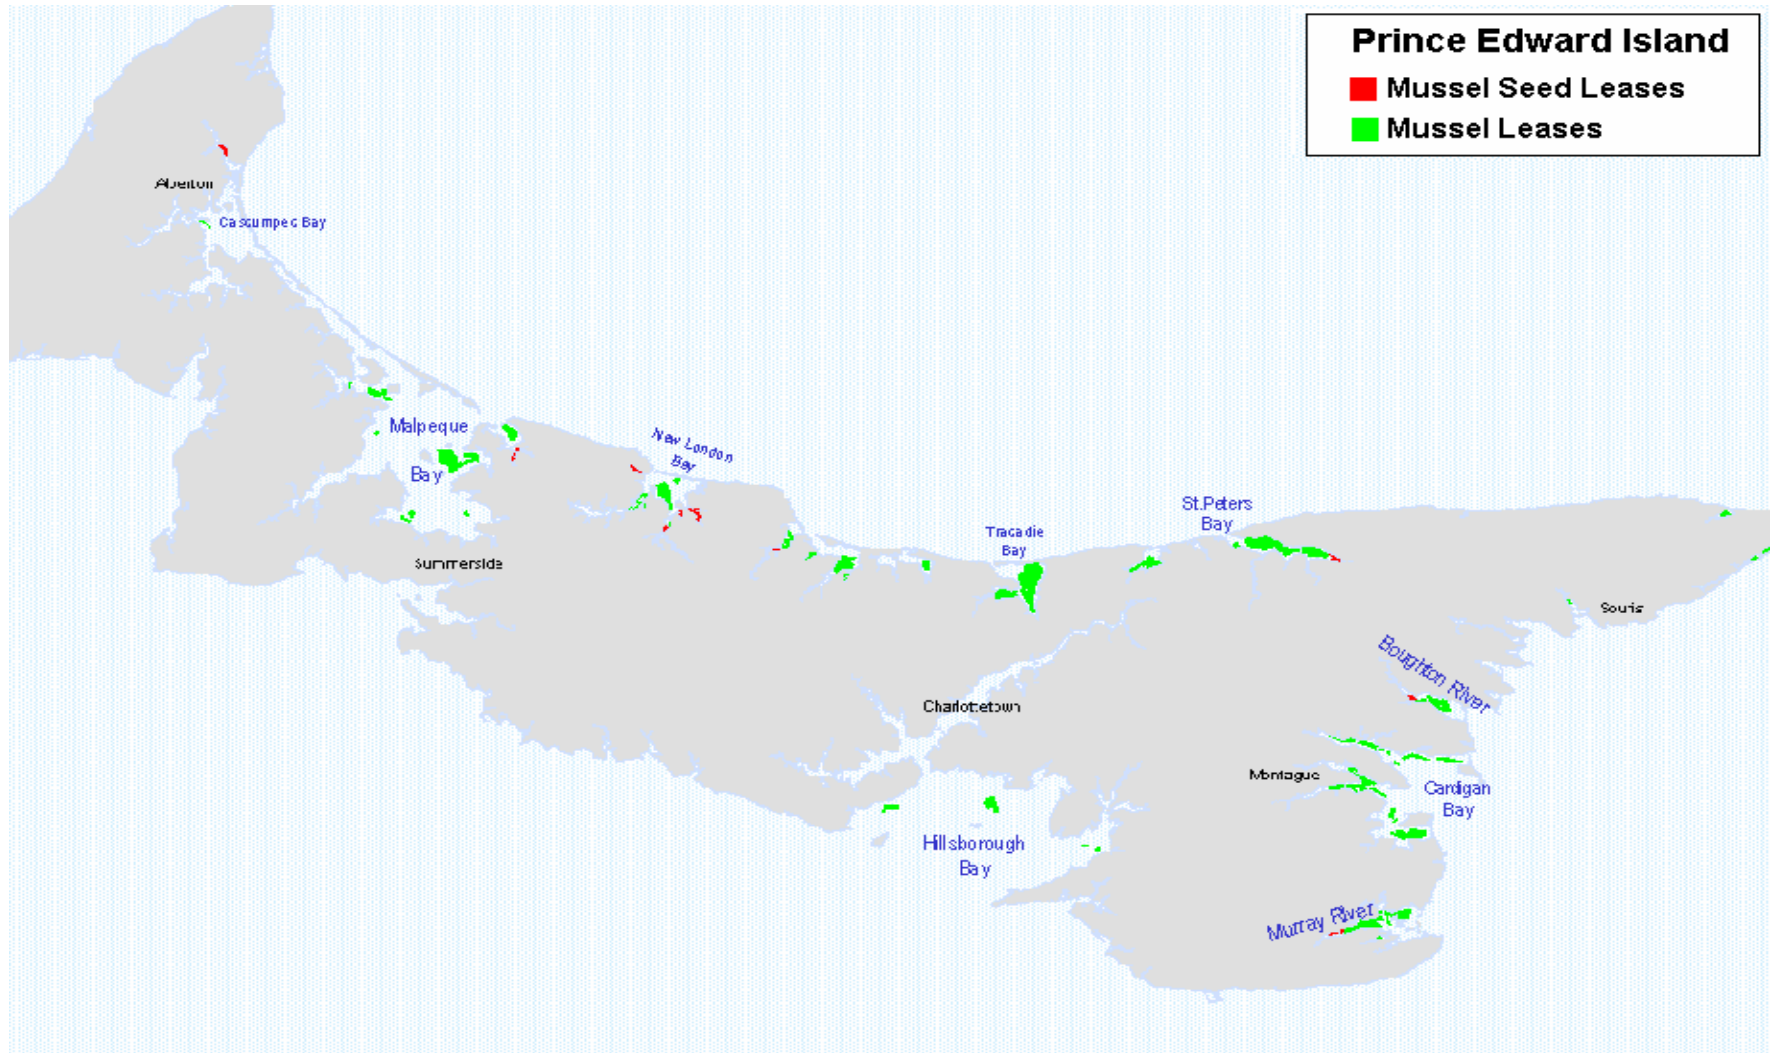 Prince Edward Island
Mussel Seed Leases
Mussel Leases
Alberton
Cascumpec Bay
Malpeque
Bay
New London
Bay
Summerside
Tracadie
Bay
St.Peters
Bay
Souris
Boughton River
Charlottetown
Montague
Cardigan
Bay
Hillsborough
Bay
Murray River